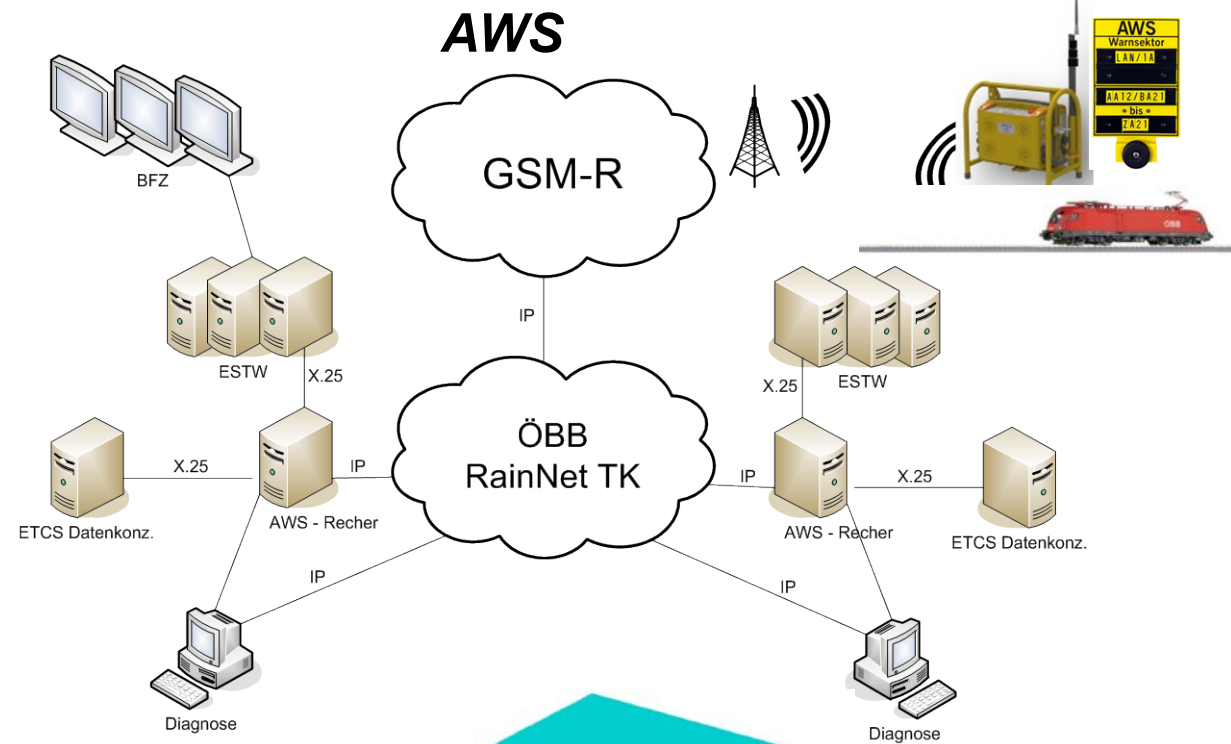 AWS
AWS
Warnsektor
LAN/1A
AA12/BA21
* bis *
ZA21
BFZ
GSM-R
ÖBB
IP
ESTW
X.25
ESTW
X.25
ÖBB
RainNet TK
X.25
IP
IP
X.25
ETCS Datenkonz.
AWS - Recher
AWS - Recher
ETCS Datenkonz.
IP
IP
Diagnose
Diagnose